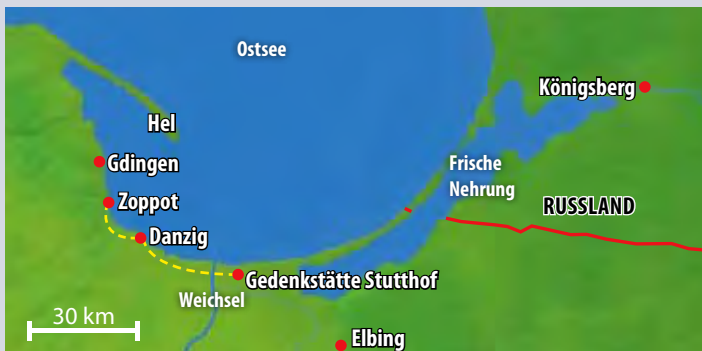 Ostsee
Königsberg
Hel
Gdingen
Frische
Nehrung
Zoppot
RUSSLAND
Danzig
Gedenkstätte Stutthof
Weichsel
30 km
Elbing